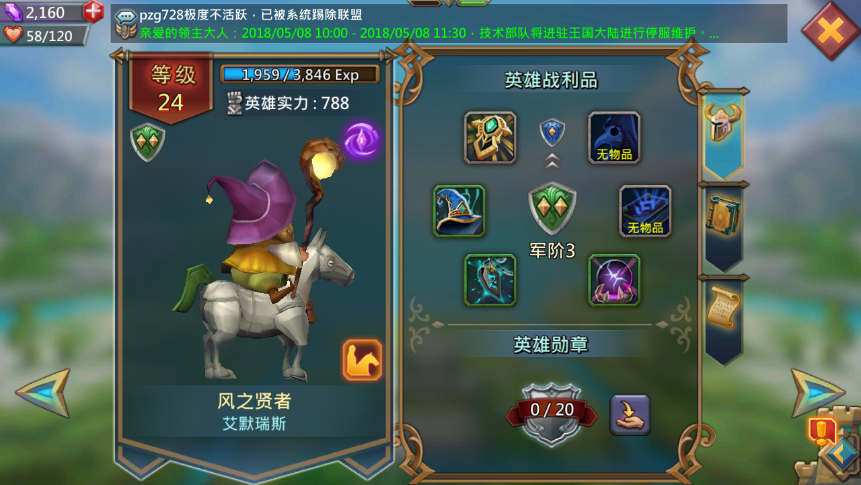 2,160
58/120
pzg728极度不活跃，已被系统踢除联盟
亲爱的领主大人：2018/05/08 10:00 - 2018/05/08 11:30，技术部队将进驻王国大陆进行停服维护。...
等级
24
1,959 / 3,846 Exp
英雄实力 : 788
英雄战利品
无物品
无物品
军阶3
英雄勋章
0 / 20
风之贤者
艾默瑞斯